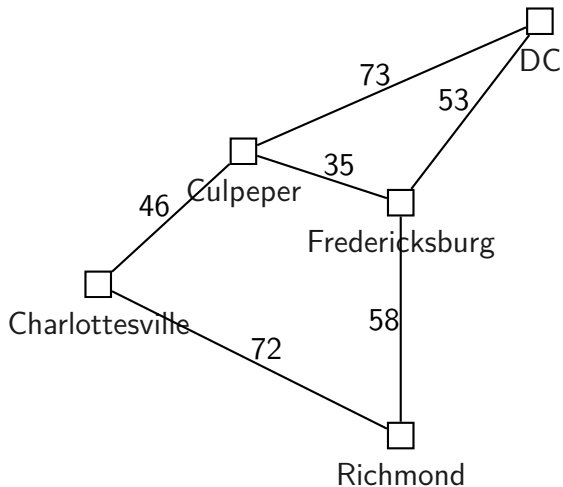 DC
73
53
35
Culpeper
46
Fredericksburg
Charlottesville
58
72
Richmond